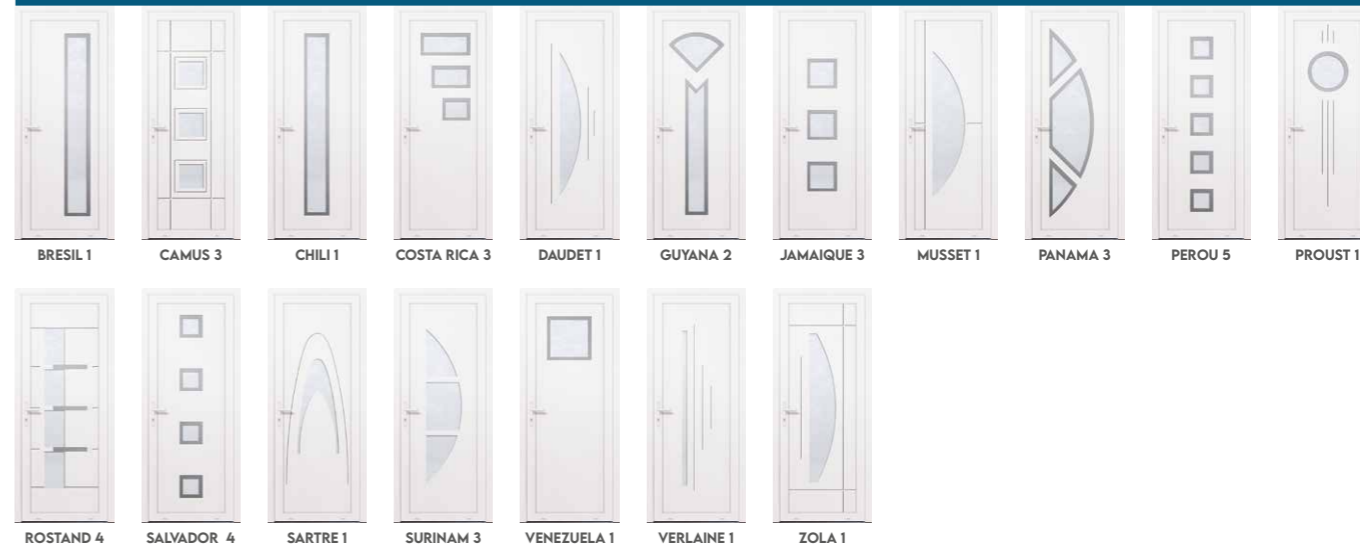 BRESIL 1 CAMUS 3 CHILI 1 COSTA RICA 3 DAUDET 1 GUYANA 2 JAMAIQUE 3 MUSSET 1 PANAMA 3 PEROU 5 PROUST 1
ROSTAND 4 SALVADOR 4 SARTRE 1 SURINAM 3 VENEZUELA 1 VERLAINE 1 ZOLA 1